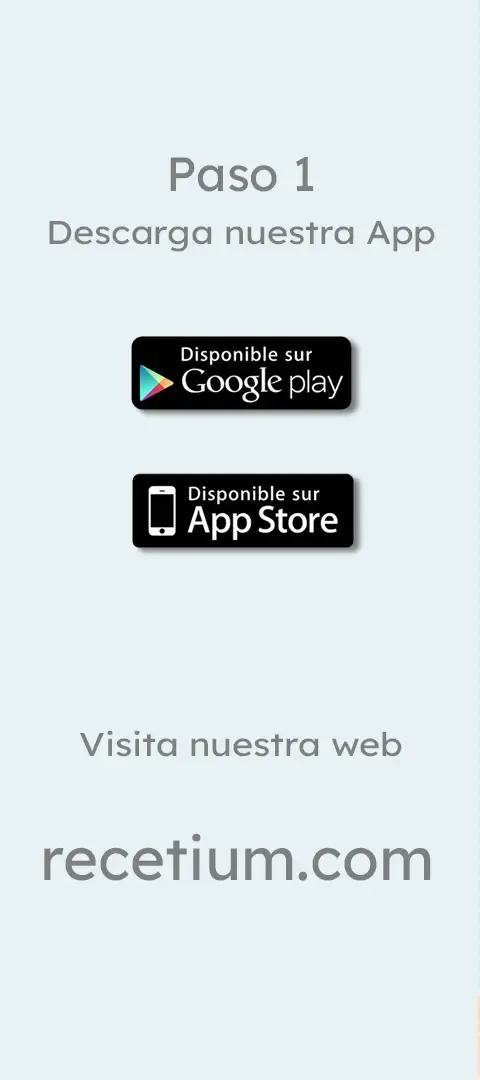 Paso 1
Descarga nuestra App
Disponible sur
Google play
Disponible sur
App Store
Visita nuestra web
recetium.com